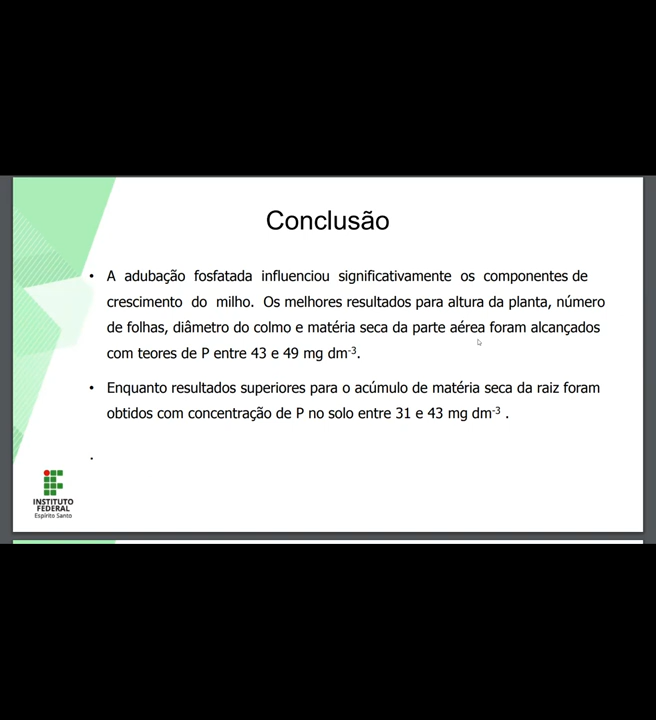 Conclusão
• A adubação fosfatada influenciou significativamente os componentes de
crescimento do milho. Os melhores resultados para altura da planta, número
de folhas, diâmetro do colmo e matéria seca da parte aérea foram alcançados
com teores de P entre 43 e 49 mg dm⁻³.
• Enquanto resultados superiores para o acúmulo de matéria seca da raiz foram
obtidos com concentração de P no solo entre 31 e 43 mg dm⁻³ .
.
INSTITUTO
FEDERAL
Espírito Santo